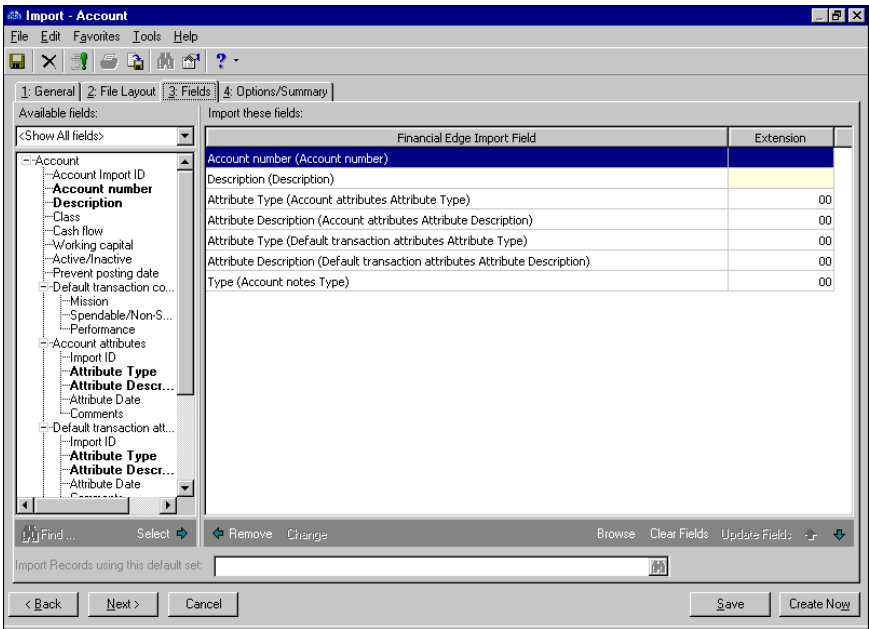 Import - Account
File Edit Favorites Tools Help
1: General 2: File Layout 3: Fields 4: Options/Summary
Available fields:
Import these fields:
<Show All fields>
Financial Edge Import Field Extension
Account
Account Import ID
Account number
Description
Class
Cash flow
Working capital
Active/Inactive
Prevent posting date
Default transaction co...
Mission
Spendable/Non-S...
Performance
Account attributes
Import ID
Attribute Type
Attribute Descr...
Attribute Date
Comments
Default transaction att...
Import ID
Attribute Type
Attribute Descr...
Attribute Date
Account number (Account number)
Description (Description)
Attribute Type (Account attributes Attribute Type) 00
Attribute Description (Account attributes Attribute Description) 00
Attribute Type (Default transaction attributes Attribute Type) 00
Attribute Description (Default transaction attributes Attribute Description) 00
Type (Account notes Type) 00
Find ... Select
Remove Change Browse Clear Fields Update Fields
Import Records using this default set:
< Back Next > Cancel Save Create Now